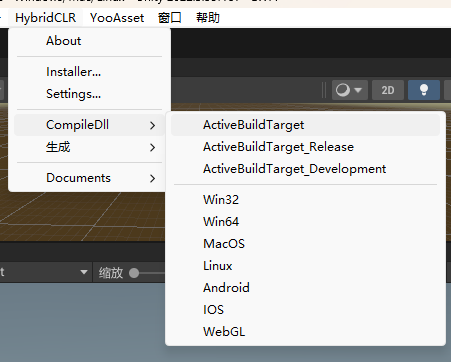 HybridCLR YooAsset 窗口 帮助
About
Installer...
Settings...
CompileDll
生成
Documents
2D
ActiveBuildTarget
ActiveBuildTarget_Release
ActiveBuildTarget_Development
Win32
Win64
MacOS
Linux
Android
IOS
WebGL
缩放